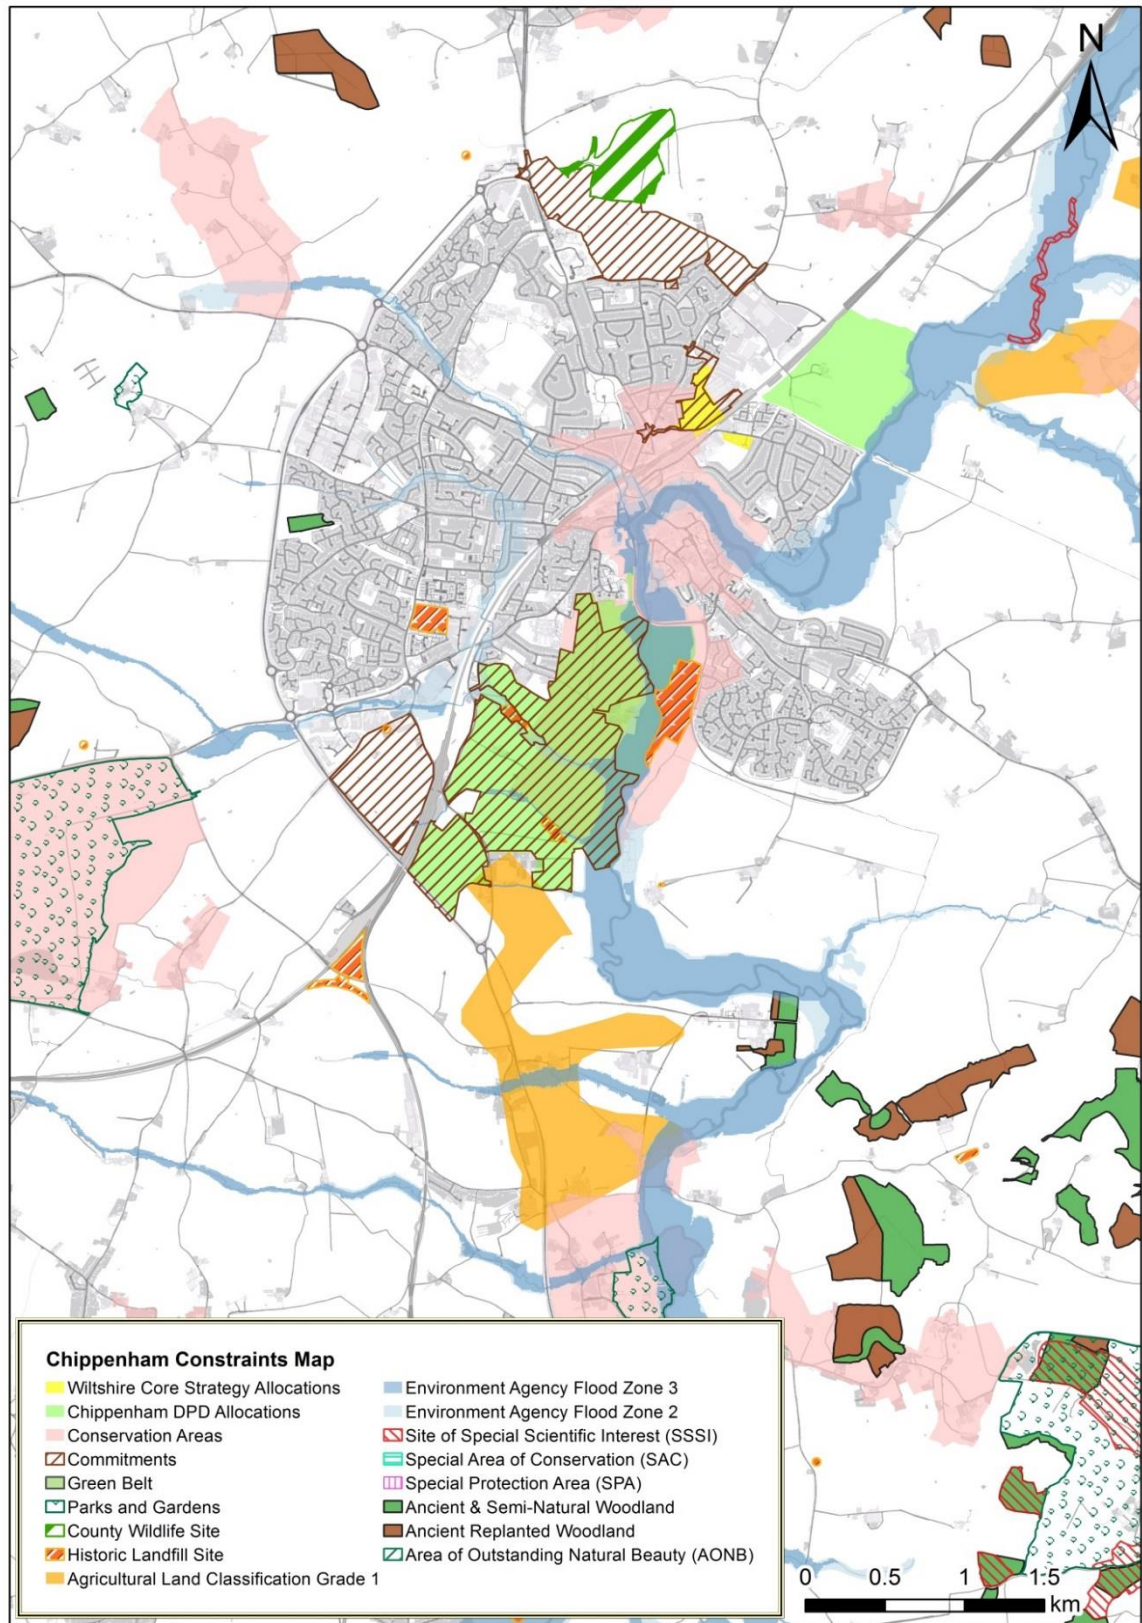 N
Chippenham Constraints Map
Wiltshire Core Strategy Allocations
Chippenham DPD Allocations
Conservation Areas
Commitments
Green Belt
Parks and Gardens
County Wildlife Site
Historic Landfill Site
Agricultural Land Classification Grade 1
Environment Agency Flood Zone 3
Environment Agency Flood Zone 2
Site of Special Scientific Interest (SSSI)
Special Area of Conservation (SAC)
Special Protection Area (SPA)
Ancient & Semi-Natural Woodland
Ancient Replanted Woodland
Area of Outstanding Natural Beauty (AONB)
0 0.5 1 1.5
km